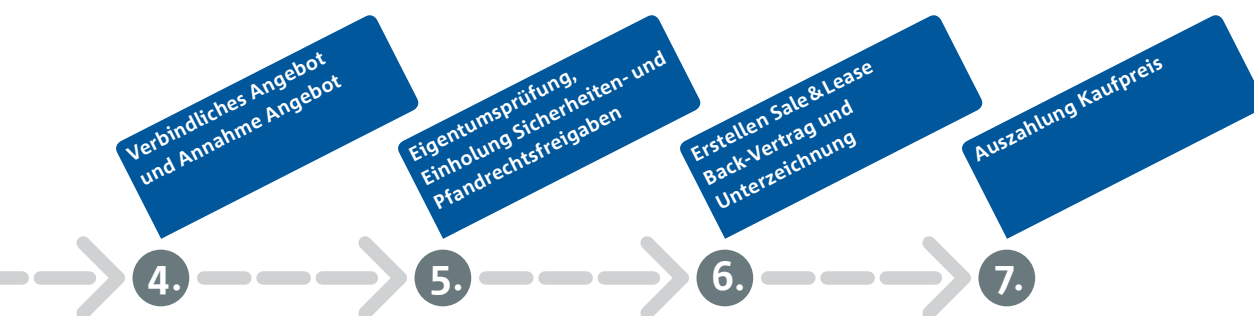 Verbindliches Angebot
und Annahme Angebot
4.
Eigentumsprüfung,
Einholung Sicherheiten- und
Pfandrechtsfreigaben
5.
Erstellen Sale & Lease
Back-Vertrag und
Unterzeichnung
6.
Auszahlung Kaufpreis
7.